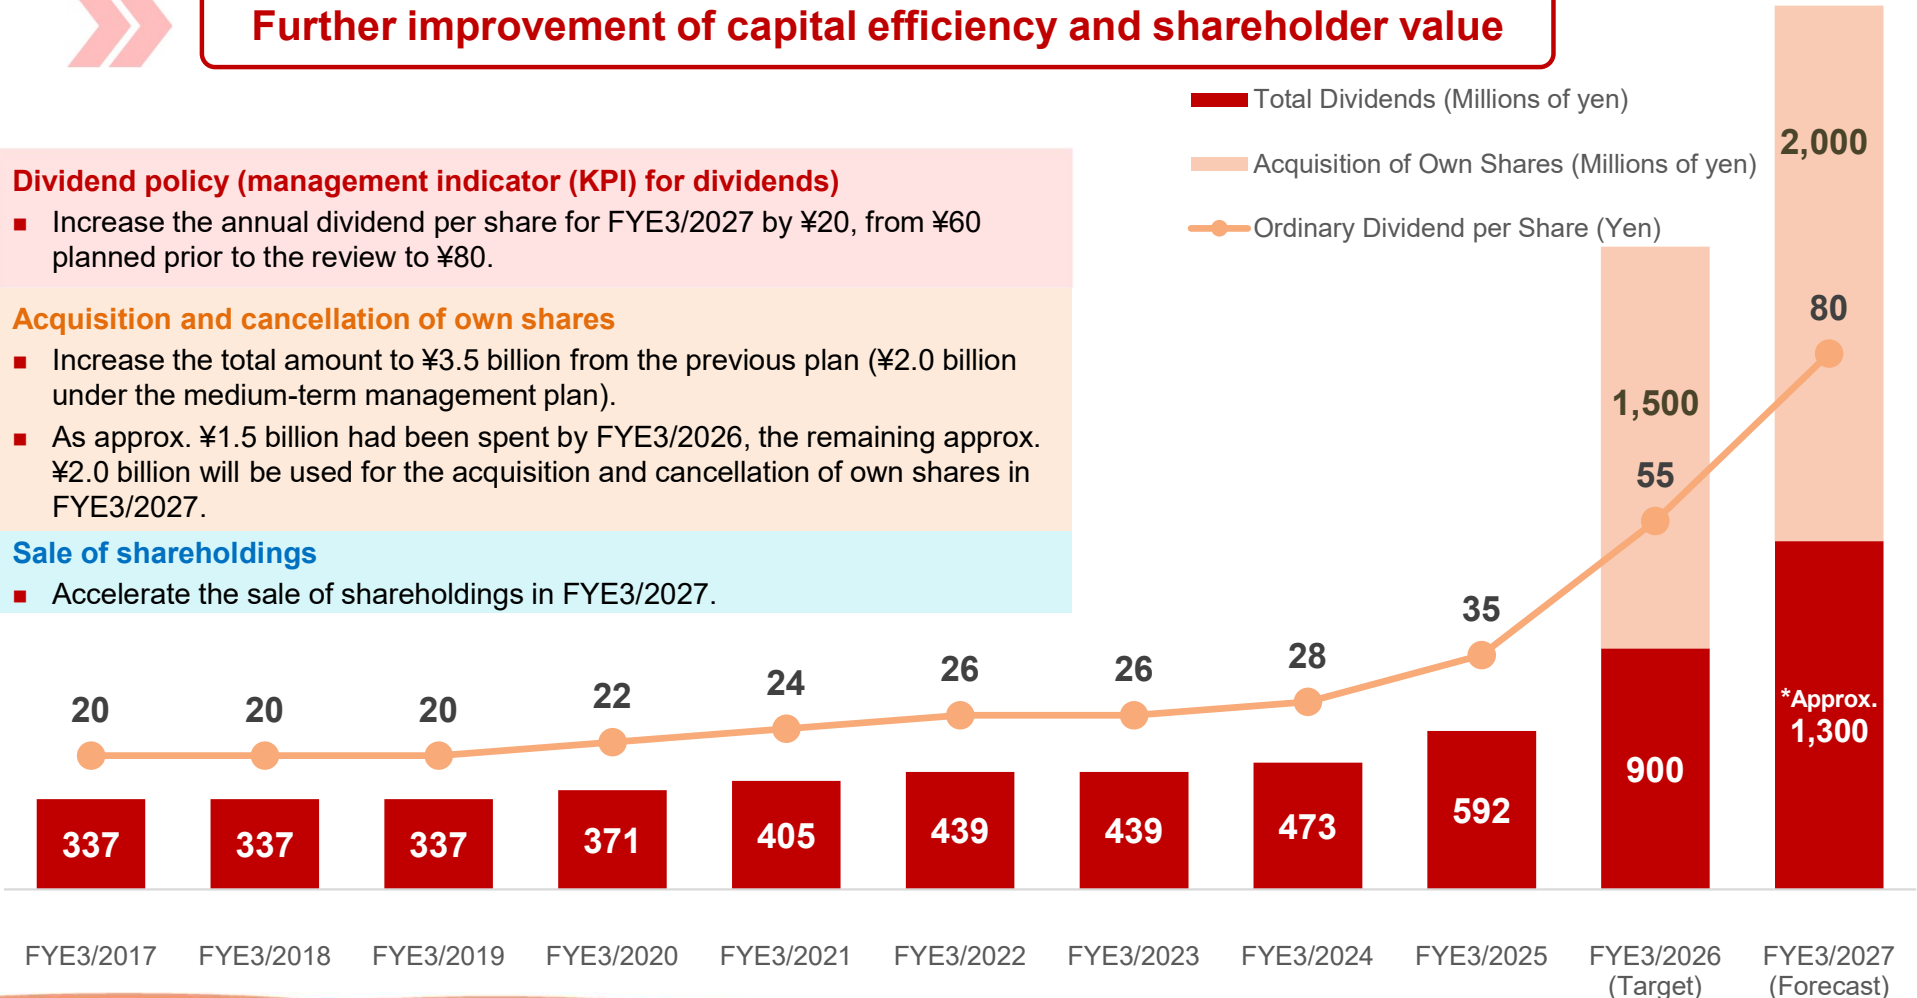 Further improvement of capital efficiency and shareholder value
Total Dividends (Millions of yen)
Acquisition of Own Shares (Millions of yen)
Ordinary Dividend per Share (Yen)
Dividend policy (management indicator (KPI) for dividends)
■ Increase the annual dividend per share for FYE3/2027 by ¥20, from ¥60
planned prior to the review to ¥80.
Acquisition and cancellation of own shares
■ Increase the total amount to ¥3.5 billion from the previous plan (¥2.0 billion
under the medium-term management plan).
■ As approx. ¥1.5 billion had been spent by FYE3/2026, the remaining approx.
¥2.0 billion will be used for the acquisition and cancellation of own shares in
FYE3/2027.
Sale of shareholdings
■ Accelerate the sale of shareholdings in FYE3/2027.
2,000
1,500
20 20 20 22 24 26 26 28 35 55 80
*Approx.
337 337 337 371 405 439 439 473 592 900 1,300
FYE3/2017 FYE3/2018 FYE3/2019 FYE3/2020 FYE3/2021 FYE3/2022 FYE3/2023 FYE3/2024 FYE3/2025 FYE3/2026 FYE3/2027
(Target) (Forecast)